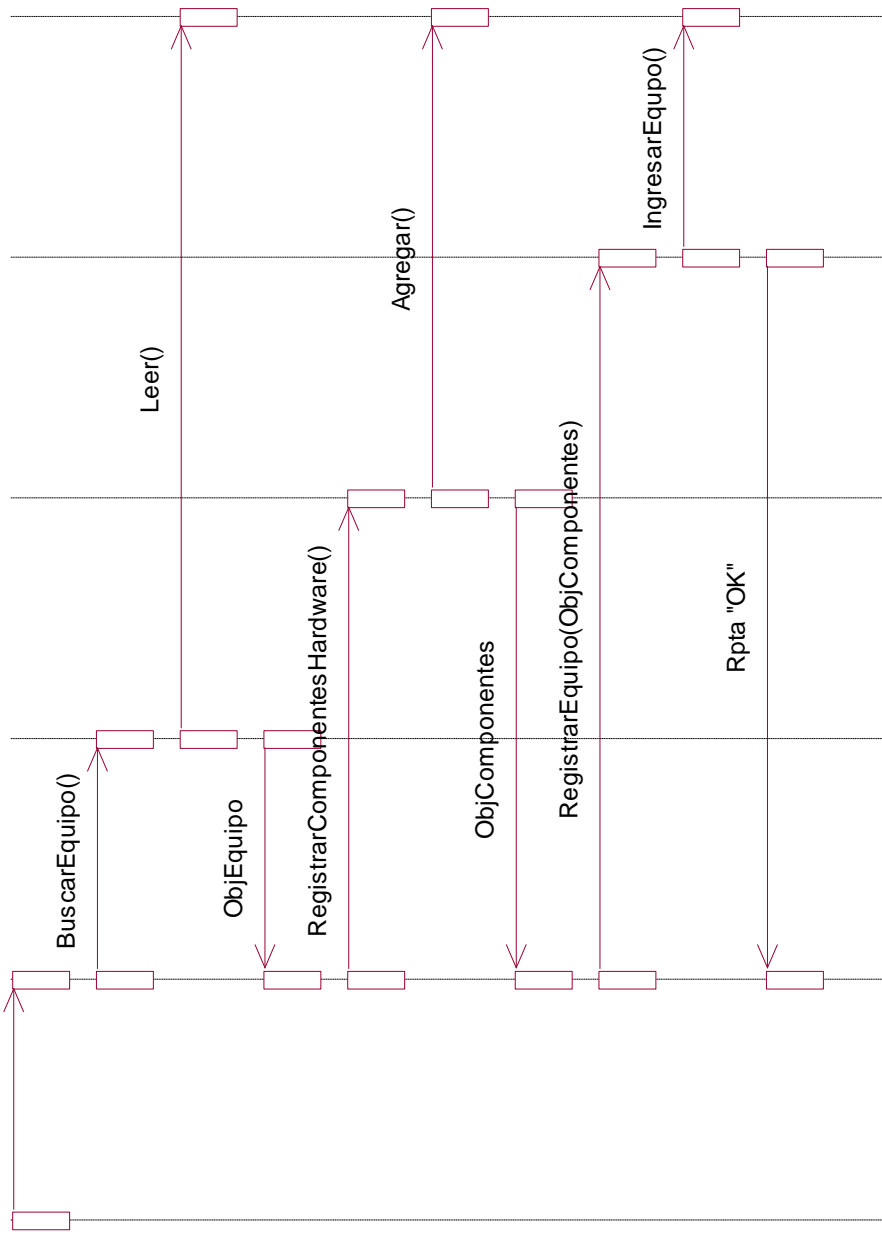 BuscarEquipo()
Leer()
ObjEquipo
RegistrarComponentesHardware()
Agregar()
ObjComponentes
RegistrarEquipo(ObjComponentes)
IngresarEqupo()
Rpta "OK"